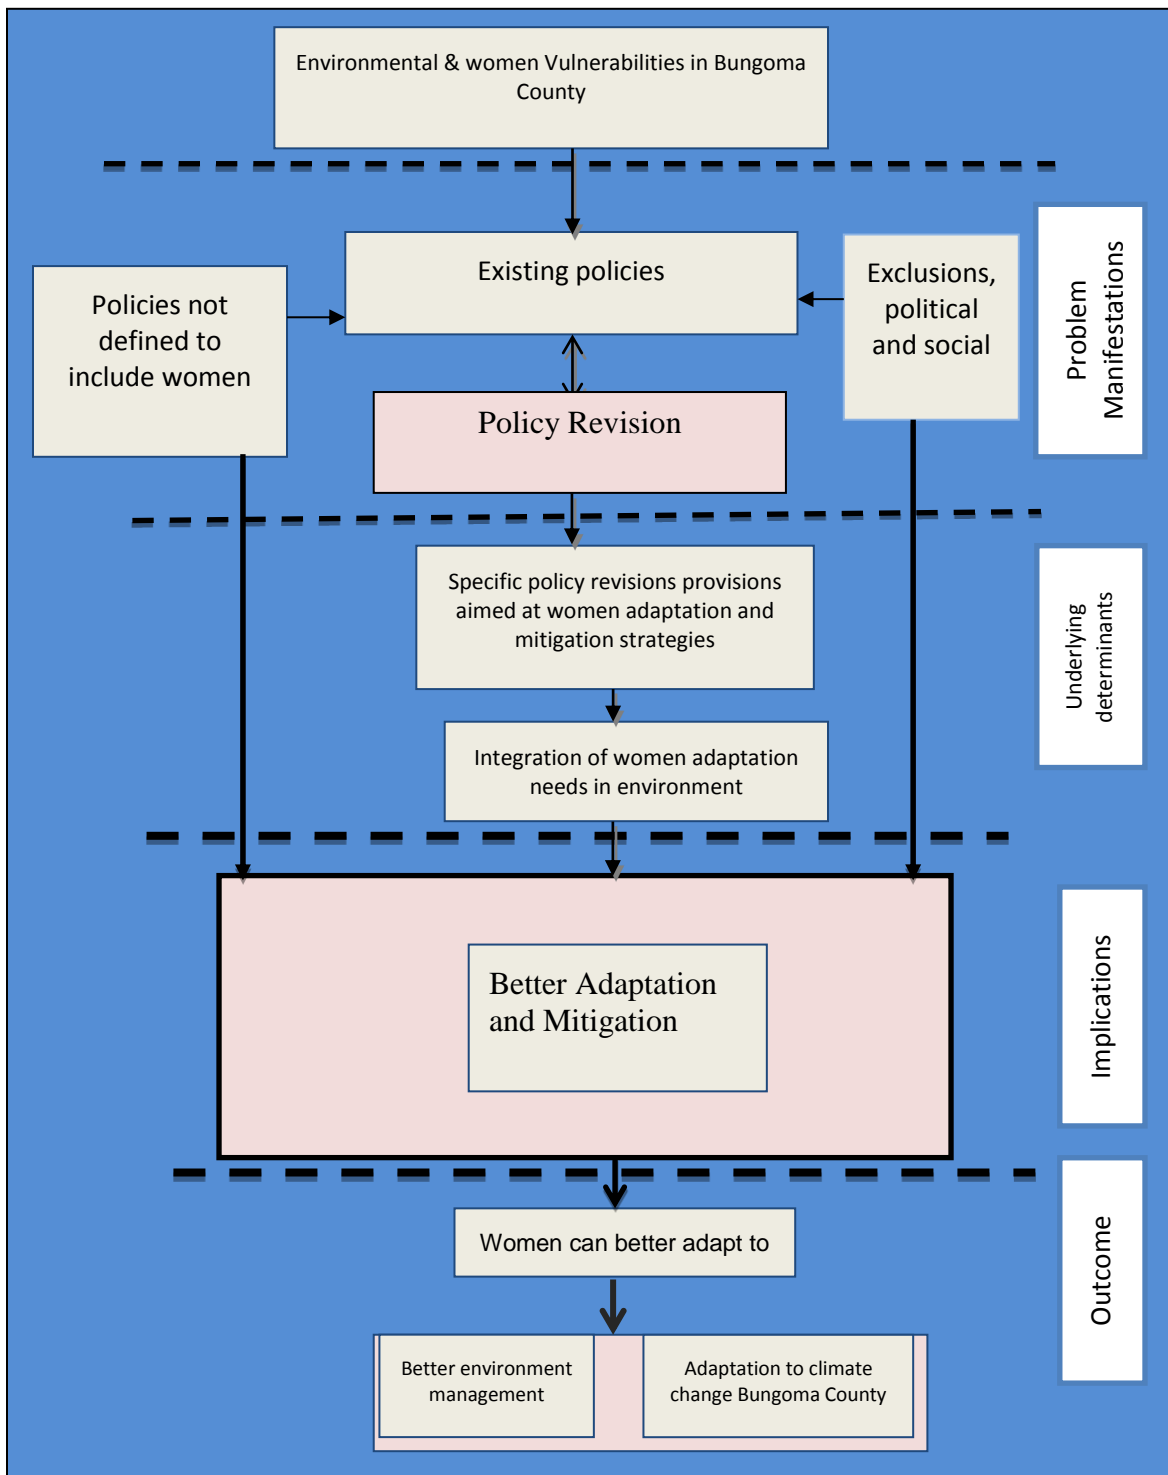 Environmental & women Vulnerabilities in Bungoma
County
Existing policies
Policies not
defined to
include women
Exclusions,
political
and social
Problem
Manifestations
Policy Revision
Specific policy revisions provisions
aimed at women adaptation and
mitigation strategies
Underlying
determinants
Integration of women adaptation
needs in environment
Better Adaptation
and Mitigation
Implications
Women can better adapt to
Outcome
Better environment
management
Adaptation to climate
change Bungoma County